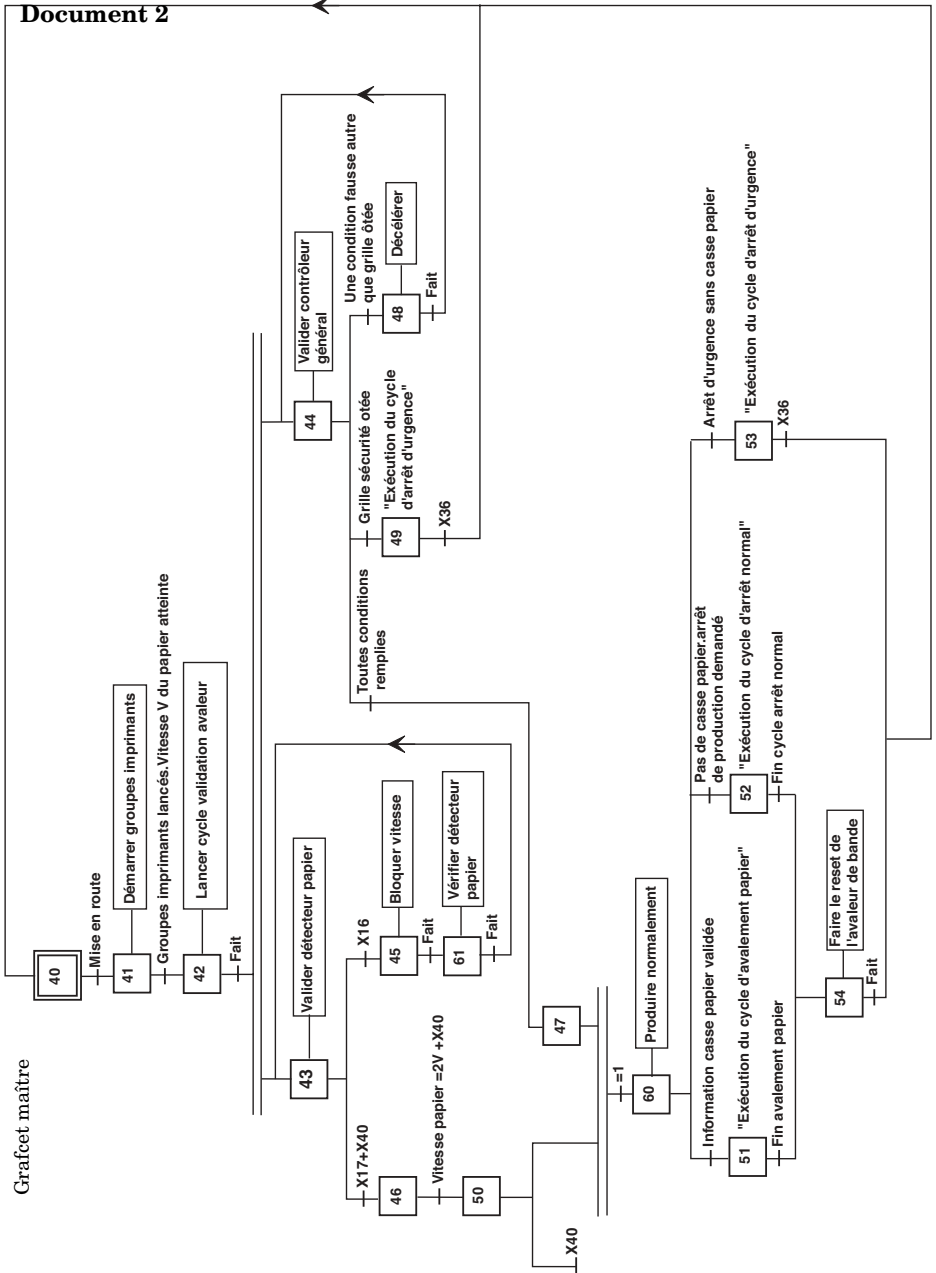 Document 2
Grafcet maître
40
Mise en route
41
Démarrer groupes imprimants
Groupes imprimants lancés.Vitesse V du papier atteinte
42
Lancer cycle validation avaleur
Fait
43
Valider détecteur papier
44
Valider contrôleur
général
X17+X40
X16
Toutes conditions
remplies
Grille sécurité otée
Une condition fausse autre
que grille ôtée
46
45
Bloquer vitesse
49
"Exécution du cycle
d'arrêt d'urgence"
48
Décélérer
Vitesse papier =2V +X40
Fait
X36
Fait
50
61
Vérifier détecteur
papier
Fait
X40
47
=1
60
Produire normalement
Information casse papier validée
Pas de casse papier.arrêt
de production demandé
Arrêt d'urgence sans casse papier
51
"Exécution du cycle d'avalement papier"
52
"Exécution du cycle d'arrêt normal"
53
"Exécution du cycle d'arrêt d'urgence"
Fin avalement papier
Fin cycle arrêt normal
X36
54
Faire le reset de
l'avaleur de bande
Fait